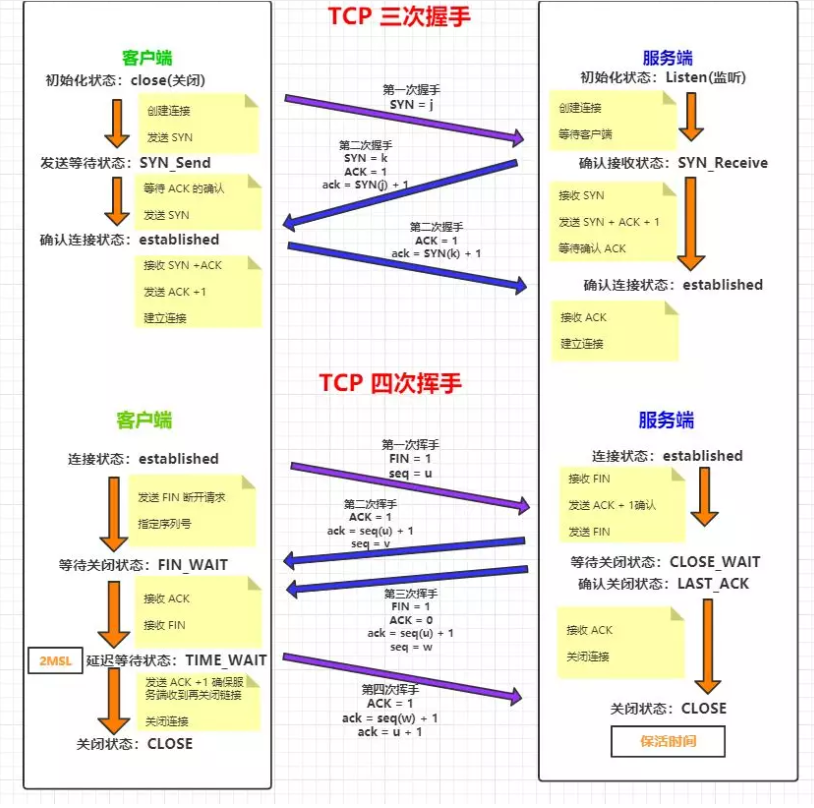 TCP 三次握手
客户端
初始化状态：close(关闭)
创建连接
发送 SYN
发送等待状态：SYN_Send
等待 ACK 的确认
发送 SYN
确认连接状态：established
接收 SYN +ACK
发送 ACK +1
建立连接
第一次握手
SYN = j
第二次握手
SYN = k
ACK = 1
ack = SYN(j) + 1
第二次握手
ACK = 1
ack = SYN(k) + 1
服务端
初始化状态：Listen(监听)
创建连接
等待客户端
确认接收状态：SYN_Receive
接收 SYN
发送 SYN + ACK + 1
等待确认 ACK
确认连接状态：established
接收 ACK
建立连接
TCP 四次挥手
客户端
连接状态：established
发送 FIN 断开请求
指定序列号
等待关闭状态：FIN_WAIT
接收 ACK
接收 FIN
2MSL
延迟等待状态：TIME_WAIT
发送 ACK +1 确保服
务端收到再关闭链接
关闭连接
关闭状态：CLOSE
第一次挥手
FIN = 1
seq = u
第二次挥手
ACK = 1
ack = seq(u) + 1
seq = v
第三次挥手
FIN = 1
ACK = 0
ack = seq(u) + 1
seq = w
第四次挥手
ACK = 1
ack = seq(w) + 1
ack = u + 1
服务端
连接状态：established
接收 FIN
发送 ACK + 1确认
发送 FIN
等待关闭状态：CLOSE_WAIT
确认关闭状态：LAST_ACK
接收 ACK
关闭连接
关闭状态：CLOSE
保活时间